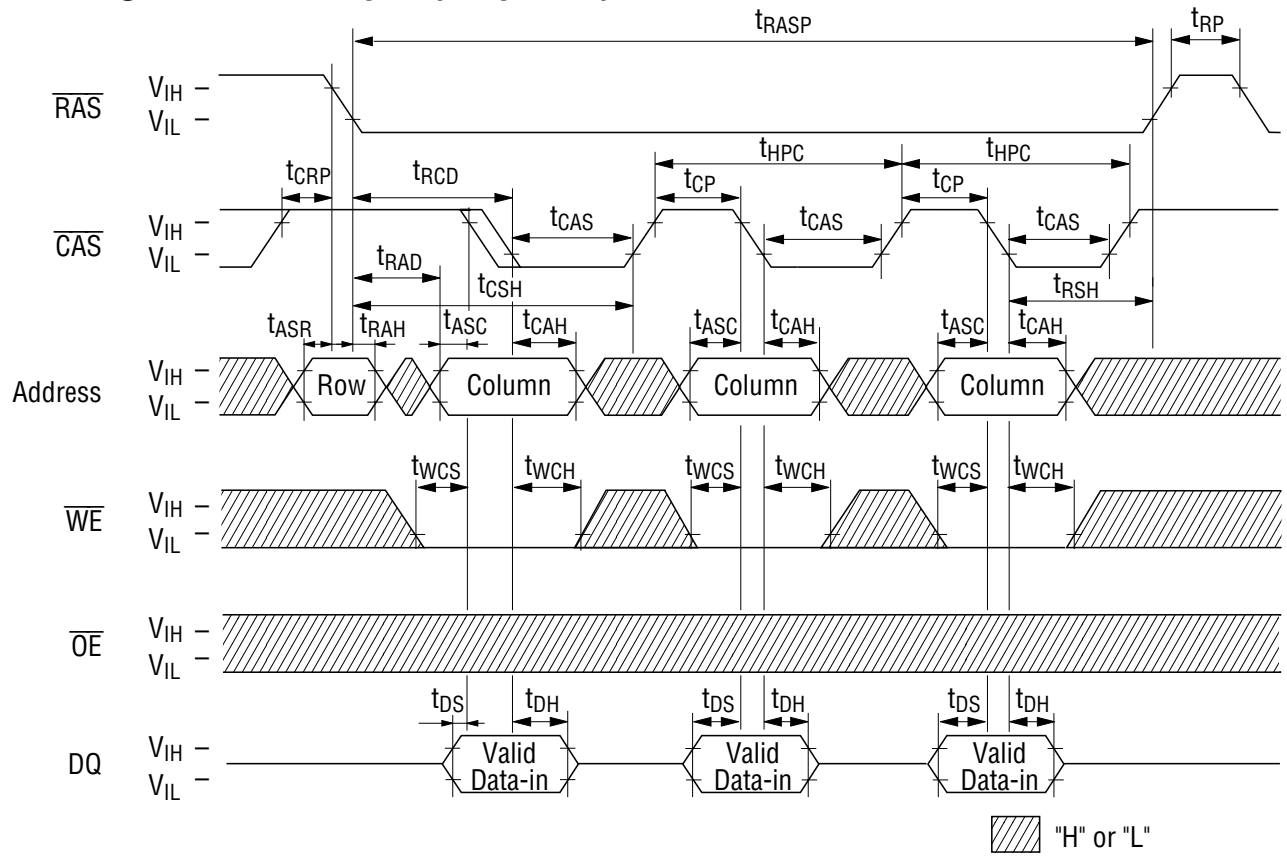 tRASP tRP
RAS VIH
VIL
tHPC tHPC
tCRP tRCD tCP tCP
CAS VIH
VIL
tCAS tCAS tCAS
tRAD
tCSH tRSH
tASR tRAH tASC tCAH tASC tCAH tASC tCAH
Address VIH
VIL
Row Column Column Column
tWCS tWCH tWCS tWCH tWCS tWCH
WE VIH
VIL
OE VIH
VIL
tDS tDH tDS tDH tDS tDH
DQ VIH
VIL
Valid Valid Valid
Data-in Data-in Data-in
"H" or "L"